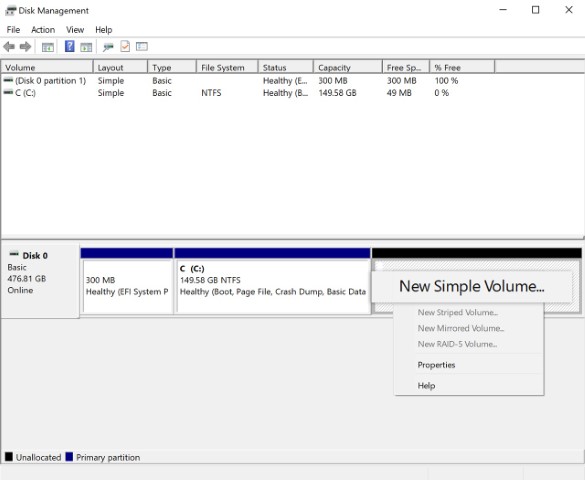 Disk Management
File Action View Help
Volume Layout Type File System Status Capacity Free Sp... % Free
(Disk 0 partition 1) Simple Basic Healthy (E... 300 MB 300 MB 100 %
C (C:) Simple Basic NTFS Healthy (B... 149.58 GB 49 MB 0 %
Disk 0
Basic
476.81 GB
Online
300 MB
Healthy (EFI System P
C (C:)
149.58 GB NTFS
Healthy (Boot, Page File, Crash Dump, Basic Data
New Simple Volume...
New Striped Volume...
New Mirrored Volume...
New RAID-5 Volume...
Properties
Help
Unallocated Primary partition